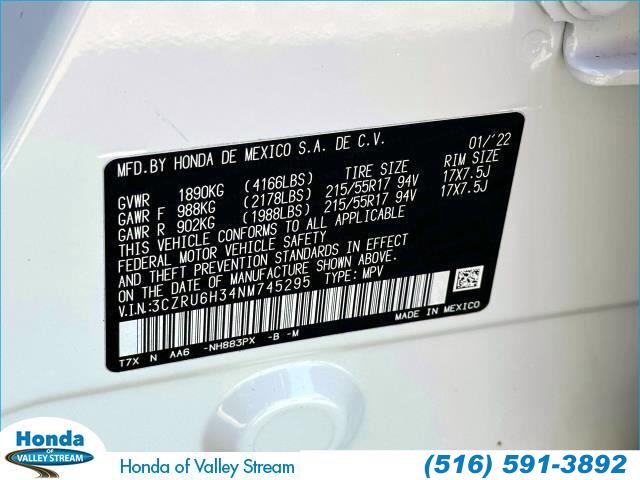 MFD.BY HONDA DE MEXICO S.A. DE C.V. 01/'22
GVWR 1890KG (4166LBS) TIRE SIZE RIM SIZE
GAWR F 988KG (2178LBS) 215/55R17 94V 17X7.5J
GAWR R 902KG (1988LBS) 215/55R17 94V 17X7.5J
THIS VEHICLE CONFORMS TO ALL APPLICABLE
FEDERAL MOTOR VEHICLE SAFETY
AND THEFT PREVENTION STANDARDS IN EFFECT
ON THE DATE OF MANUFACTURE SHOWN ABOVE.
V.I.N.:3CZRU6H34NM745295 TYPE: MPV
MADE IN MEXICO
T7X N AA6 -NH883PX -B -M
Honda
OF
VALLEY STREAM
Honda of Valley Stream
(516) 591-3892